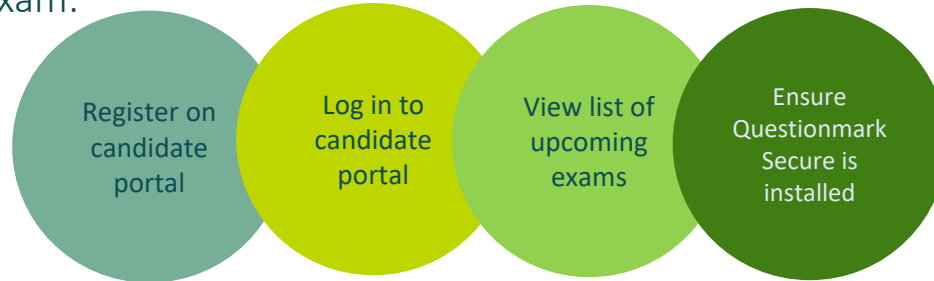 exam:
Register on
candidate
portal
Log in to
candidate
portal
View list of
upcoming
exams
Ensure
Questionmark
Secure is
installed